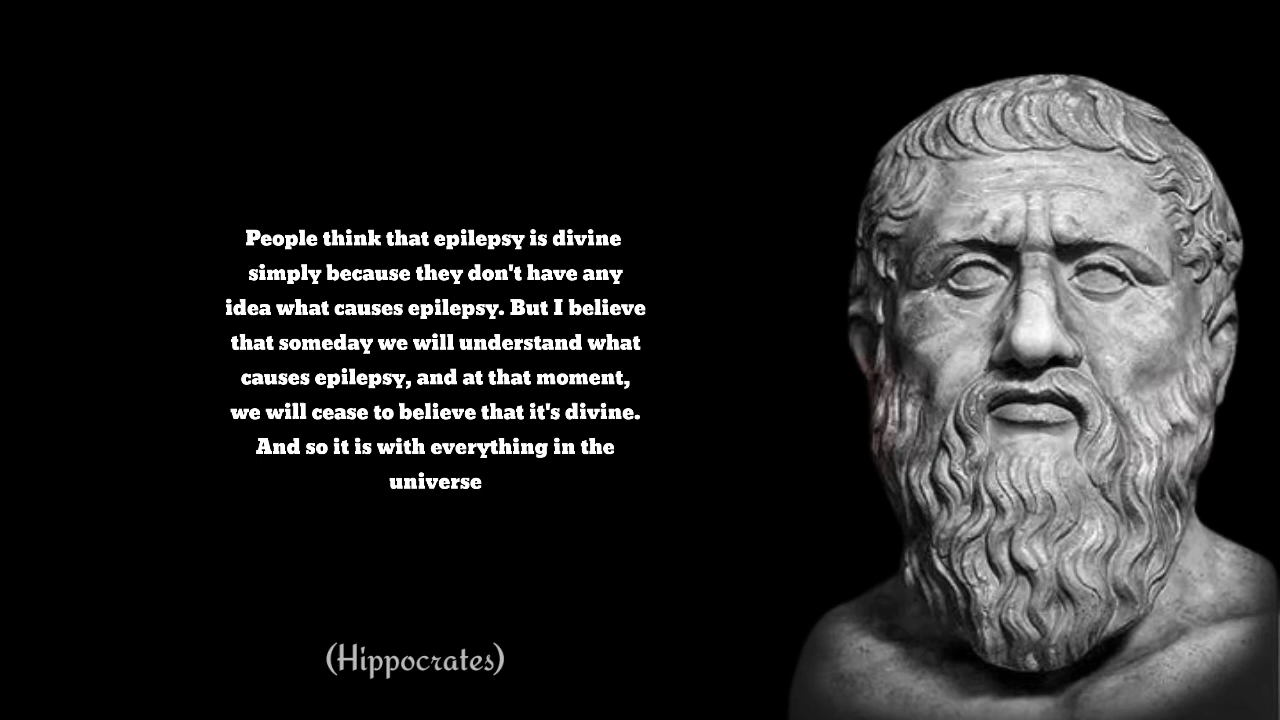 People think that epilepsy is divine
simply because they don't have any
idea what causes epilepsy. But I believe
that someday we will understand what
causes epilepsy, and at that moment,
we will cease to believe that it's divine.
And so it is with everything in the
universe
(Hippocrates)